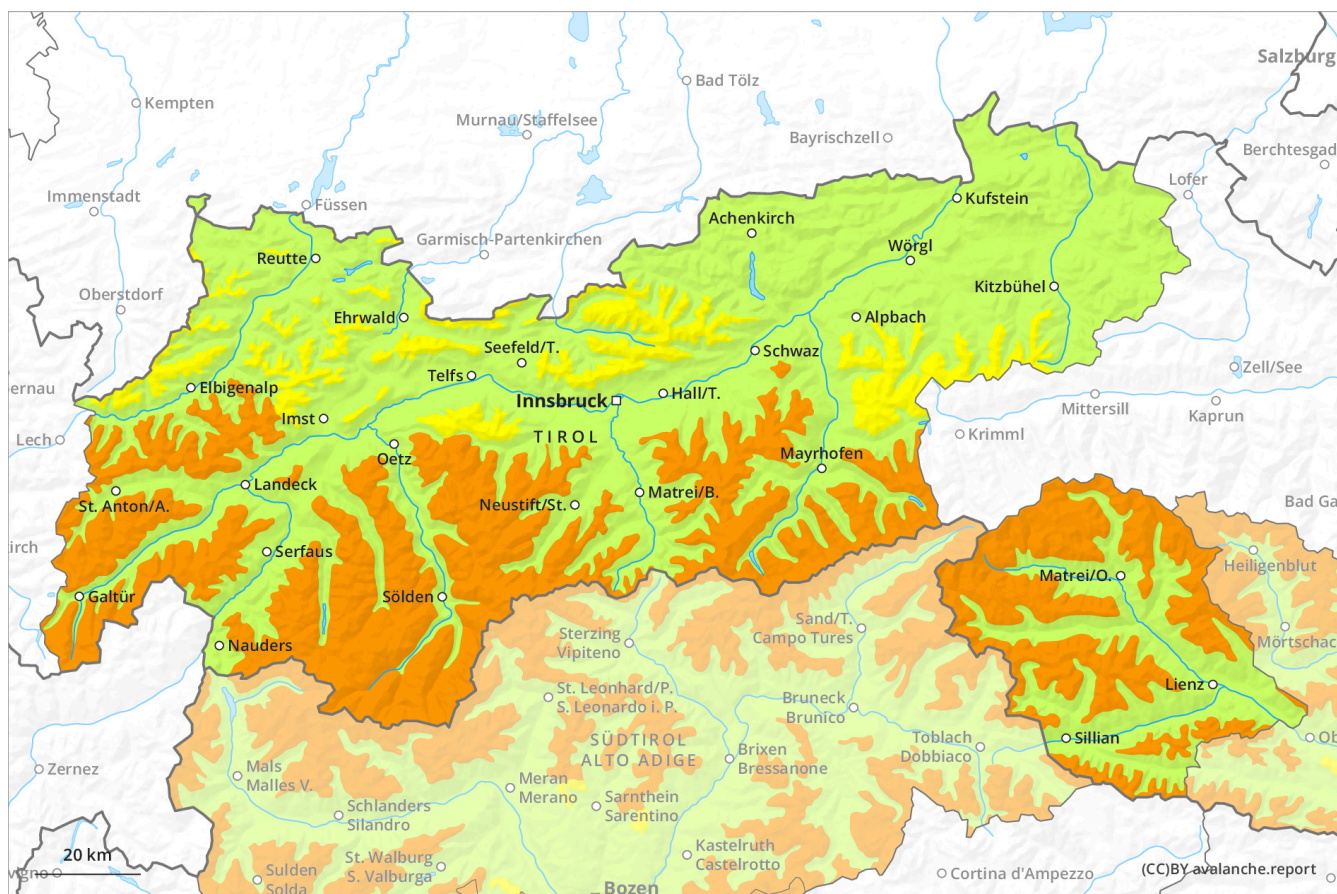 Salzburg
Kempten
Bad Tölz
Murnau/Staffelsee
Bayrischzell
Berchtesgad
Immenstadt
Füssen
Lofer
Kufstein
Achenkirch
Garmisch-Partenkirchen
Wörgl
Reutte
Oberstdorf
Kitzbühel
Ehrwald
Alpbach
Seefeld/T.
Schwaz
Zell/See
Telfs
ernau
Elbigenalp
Innsbruck
Hall/T.
Mittersill
Kaprun
Imst
Lech
TIROL
Krimml
Oetz
Mayrhofen
Landeck
Matrei/B.
St. Anton/A.
Neustift/St.
Bad Ga
irch
Serfaus
Heiligenblut
Matrei/O.
Galtür
Sölden
Sand/T.
Campo Tures
Sterzing
Vipiteno
Mörtschac
Nauders
St. Leonhard/P.
S. Leonardo i. P.
Bruneck
Brunico
Lienz
SÜDTIROL
ALTO ADIGE
Toblach
Dobbiaco
Sillian
Ob
Brixen
Bressanone
Zernez
Mals
Malles V.
Meran
Merano
Sarnthein
Sarentino
Schlanders
Silandro
20 km
Kastelruth
Castelrotto
St. Walburg
S. Valburga
vigno
Sulden
Solda
Cortina d'Ampezzo
(CC)BY avalanche.report
Bozen